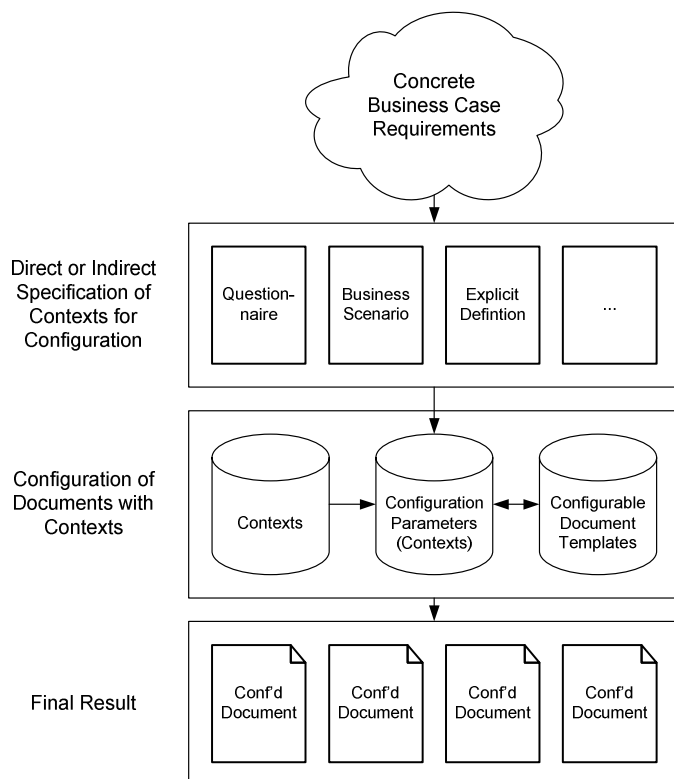 Concrete
Business Case
Requirements
Direct or Indirect
Specification of
Contexts for
Configuration
Question-
naire
Business
Scenario
Explicit
Defintion
...
Configuration of
Documents with
Contexts
Contexts
Configuration
Parameters
(Contexts)
Configurable
Document
Templates
Final Result
Conf'd
Document
Conf'd
Document
Conf'd
Document
Conf'd
Document